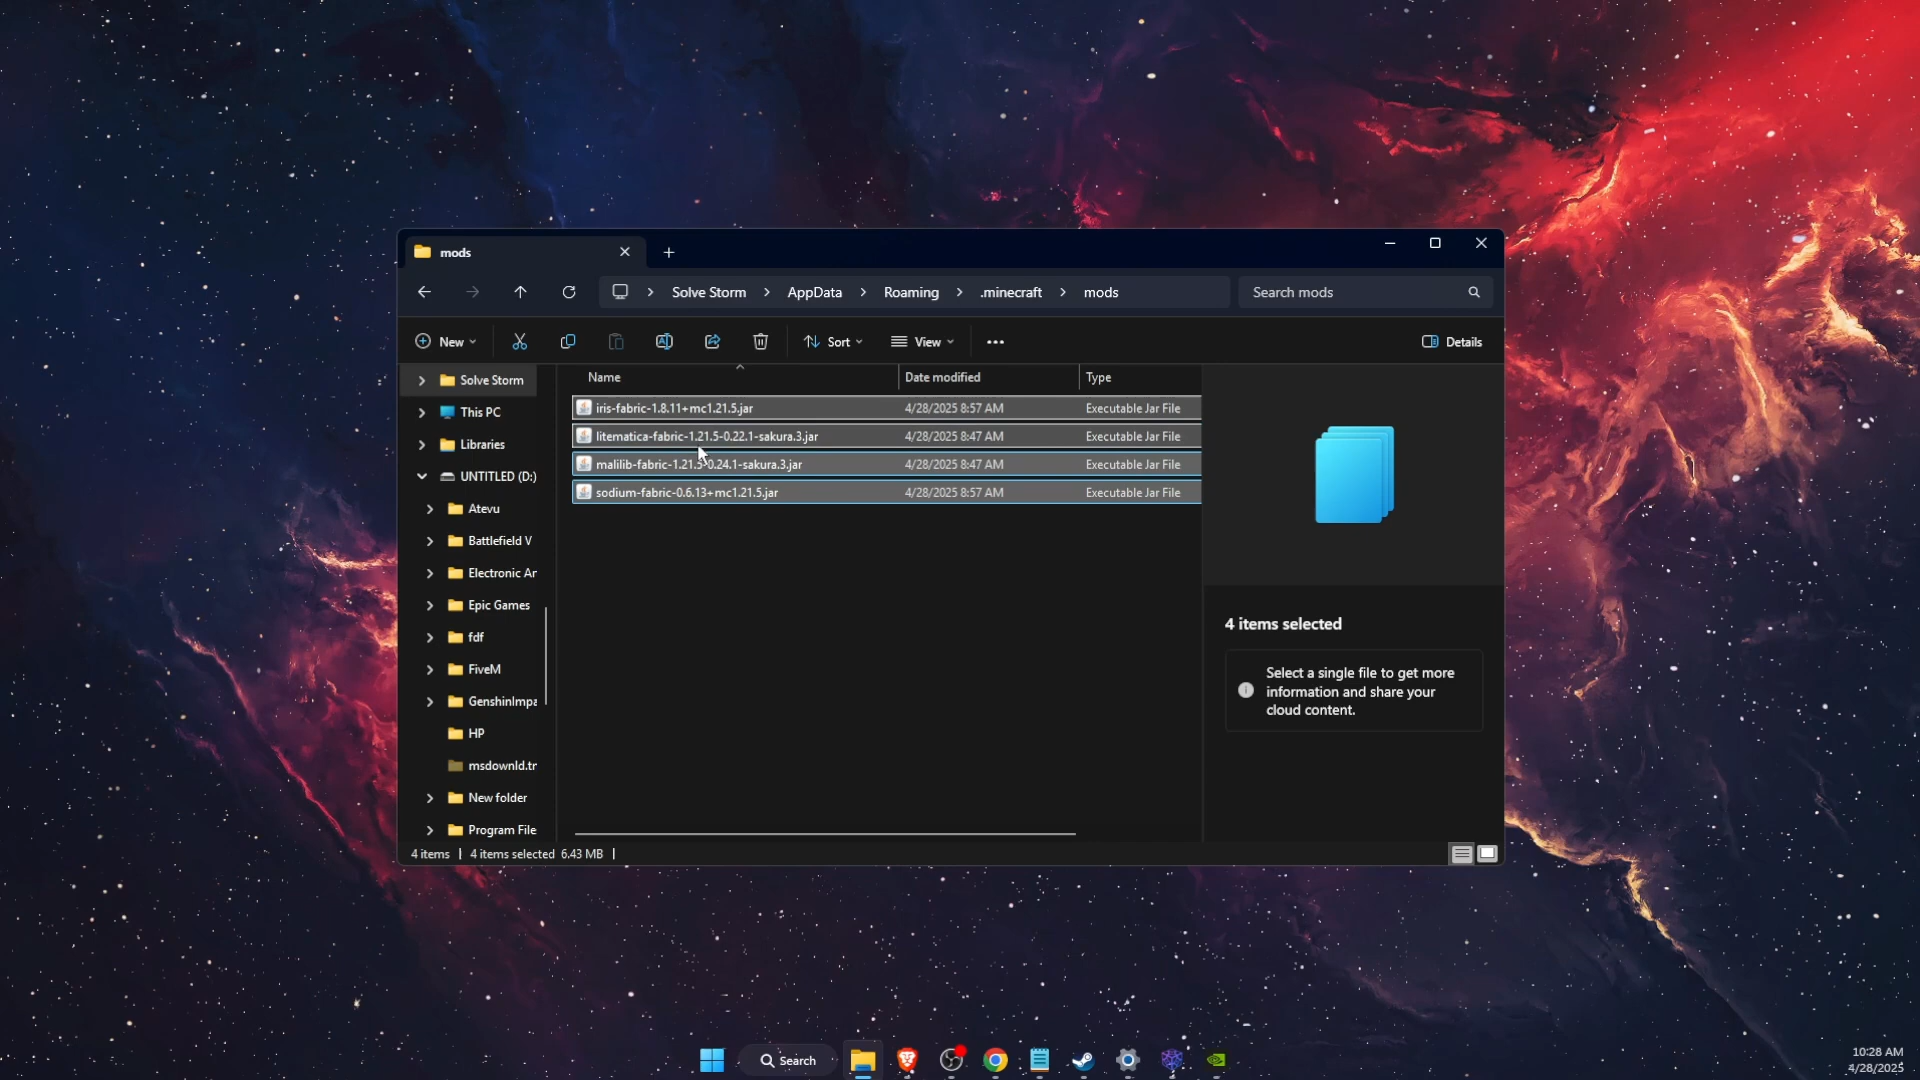 mods
Solve Storm
AppData
Roaming
.minecraft
mods
Search mods
New
Sort
View
Details
Solve Storm
This PC
Libraries
UNTITLED (D:)
Atevu
Battlefield V
Electronic Ar
Epic Games
fdf
FiveM
GenshinImpa
HP
msdownld.tr
New folder
Program File
Name Date modified Type
iris-fabric-1.8.11+mc1.21.5.jar 4/28/2025 8:57 AM Executable Jar File
litematica-fabric-1.21.5-0.22.1-sakura.3.jar 4/28/2025 8:47 AM Executable Jar File
malilib-fabric-1.21.5-0.24.1-sakura.3.jar 4/28/2025 8:47 AM Executable Jar File
sodium-fabric-0.6.13+mc1.21.5.jar 4/28/2025 8:57 AM Executable Jar File
4 items selected
Select a single file to get more
information and share your
cloud content.
4 items 4 items selected 6.43 MB
Search
10:28 AM
4/28/2025